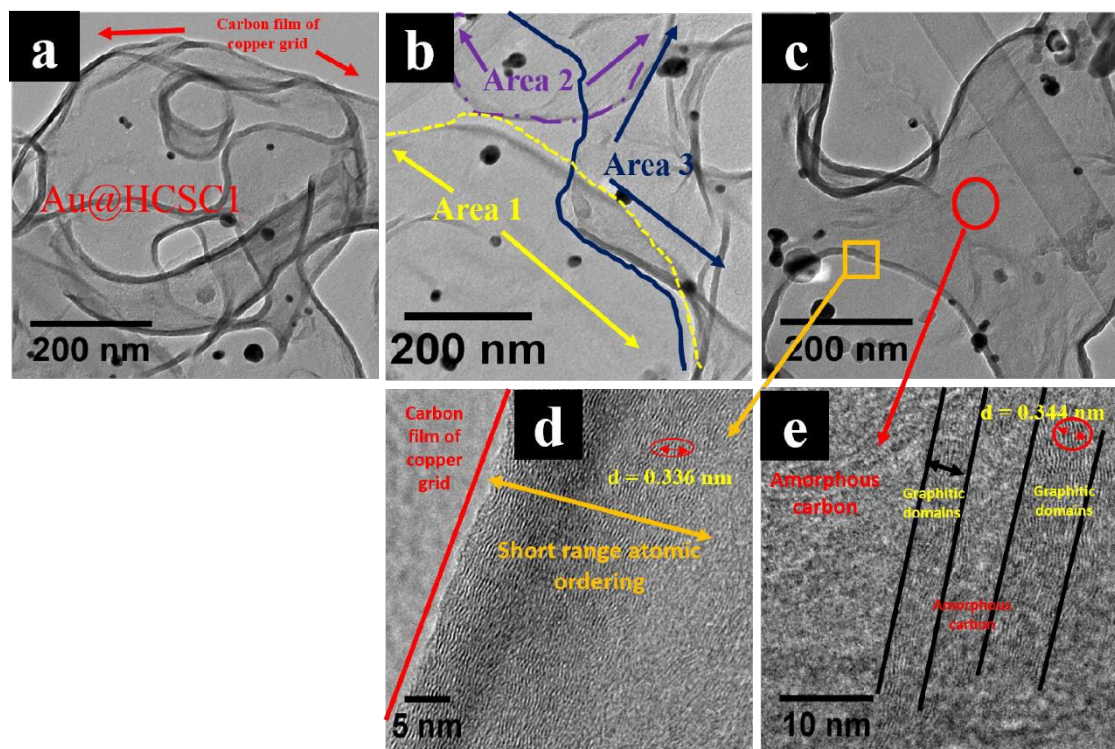 a
Carbon film of
copper grid
Au@HCSC1
200 nm
b
Area 2
Area 3
Area 1
200 nm
c
200 nm
Carbon
film of
copper
grid
d
d = 0.336 nm
Short range atomic
ordering
5 nm
e
d = 0.344 nm
Amorphous
carbon
Graphitic
domains
Graphitic
domains
Amorphous
carbon
10 nm